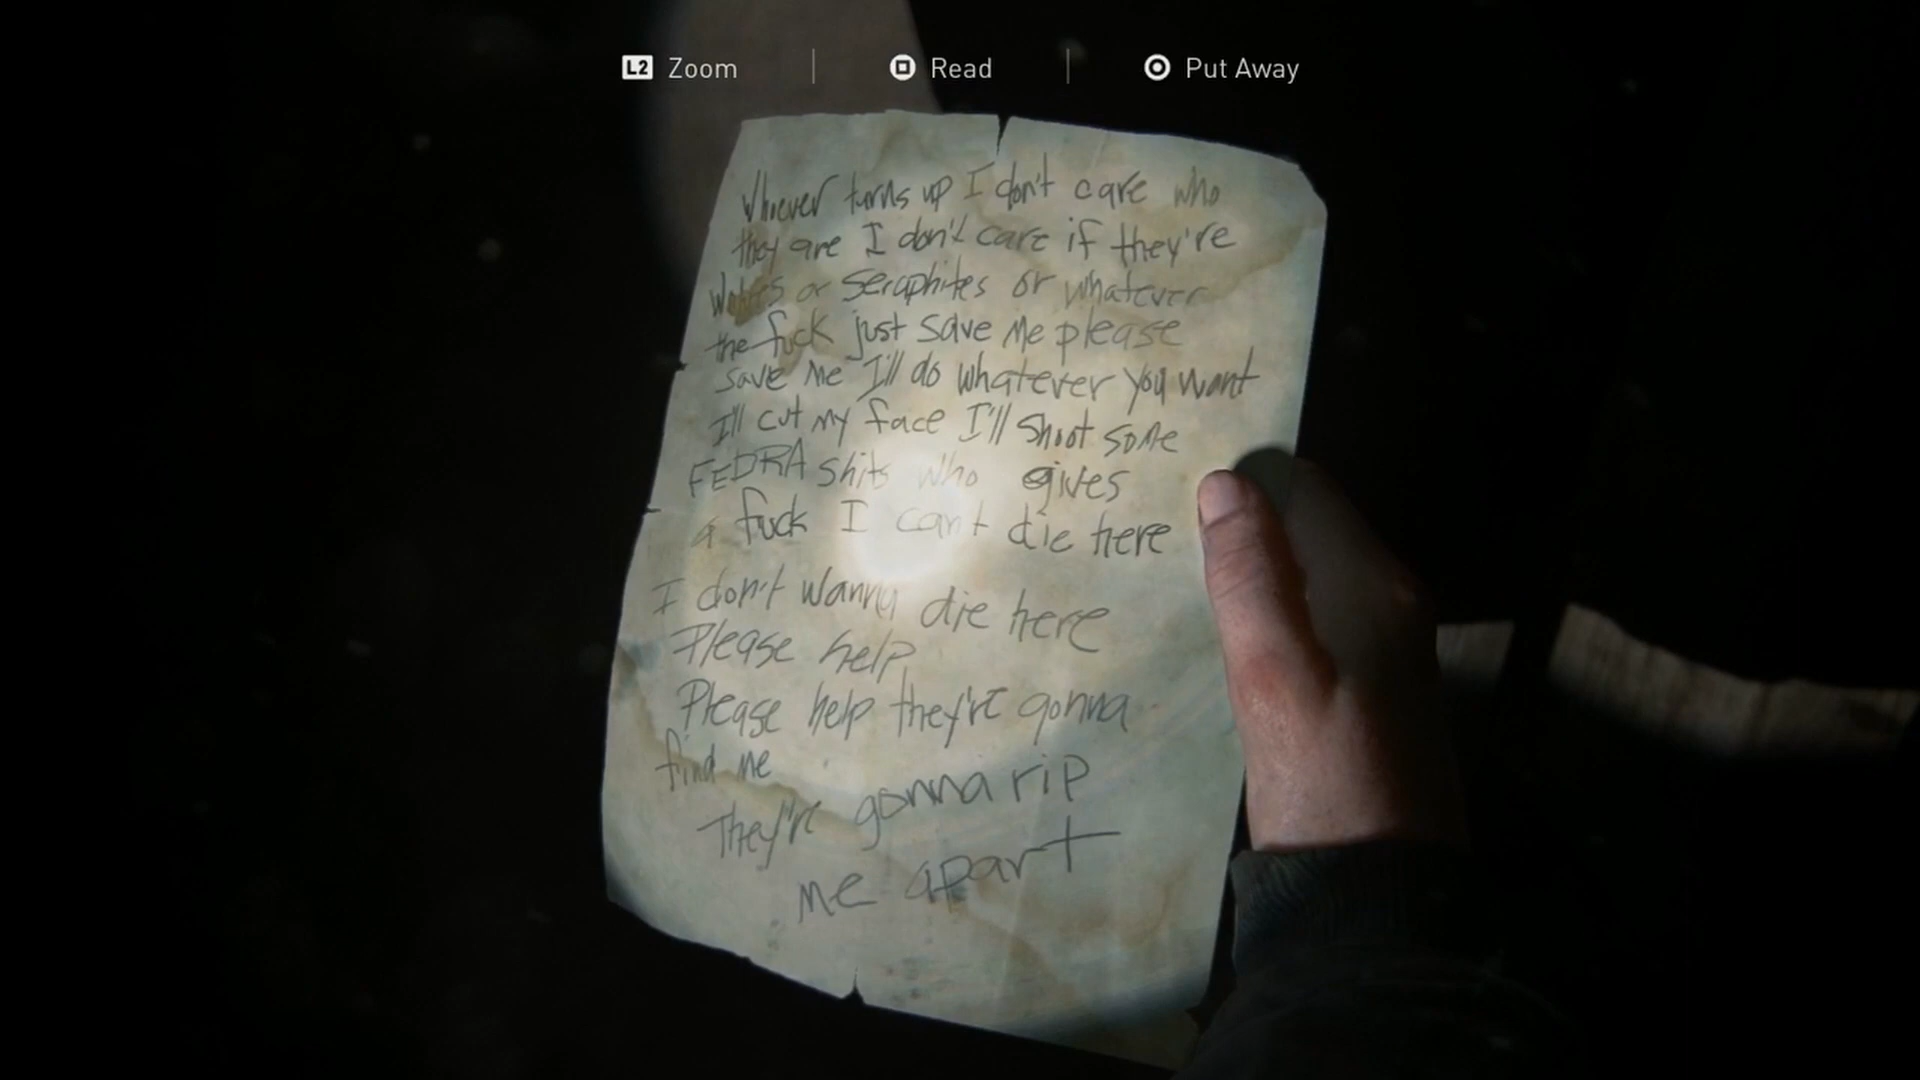 L2 Zoom | Read | Put Away
Whoever turns up I don't care who
they are I don't care if they're
Wolves or Seraphites or whatever
the fuck just save me please
save me I'll do whatever you want
I'll cut my face I'll shoot some
FEDRA shits who gives
a fuck I can't die here
I don't wanna die here
Please help
Please help they're gonna
find me
They're gonna rip
me apart